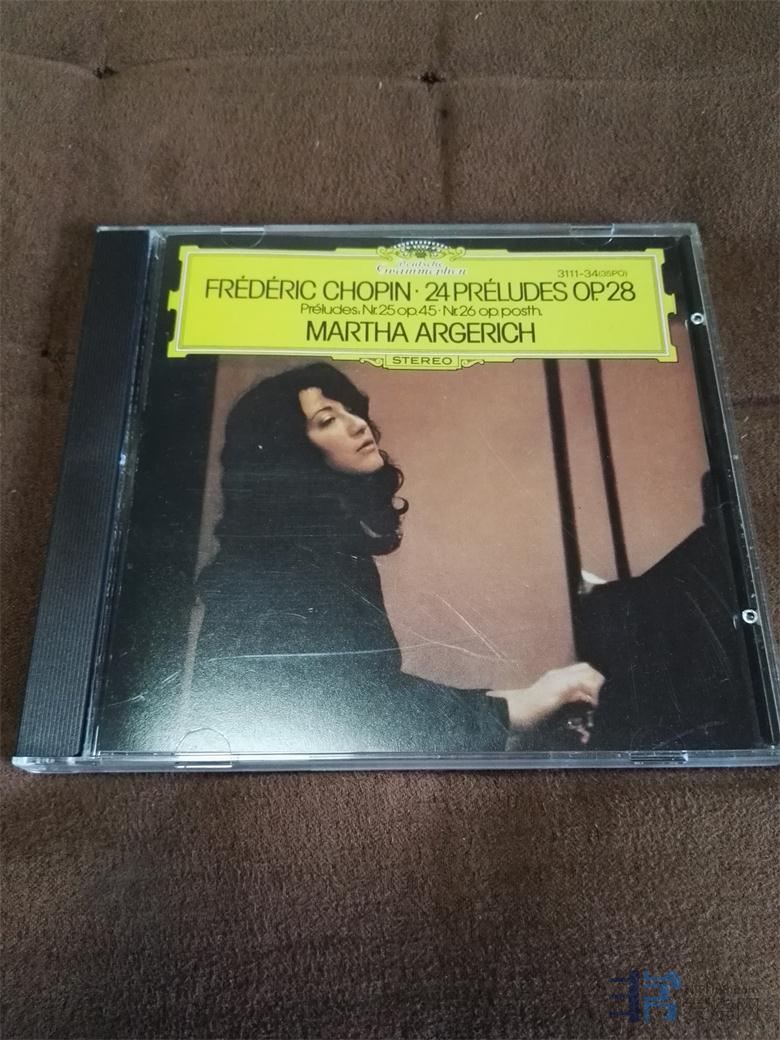 Deutsche
Grammophon
3111-34(35PO)
FRÉDÉRIC CHOPIN · 24 PRÉLUDES OP. 28
Préludes: Nr. 25 op. 45 · Nr. 26 op. posth.
MARTHA ARGERICH
STEREO